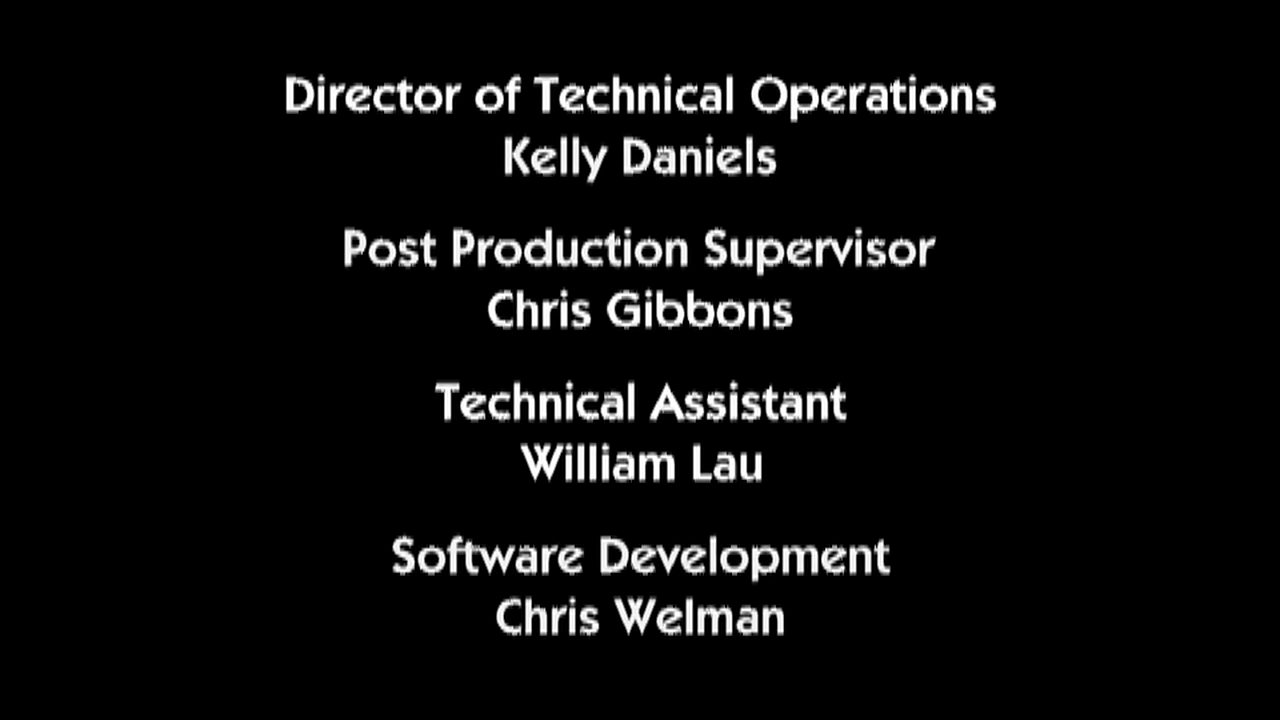 Director of Technical Operations
Kelly Daniels
Post Production Supervisor
Chris Gibbons
Technical Assistant
William Lau
Software Development
Chris Welman